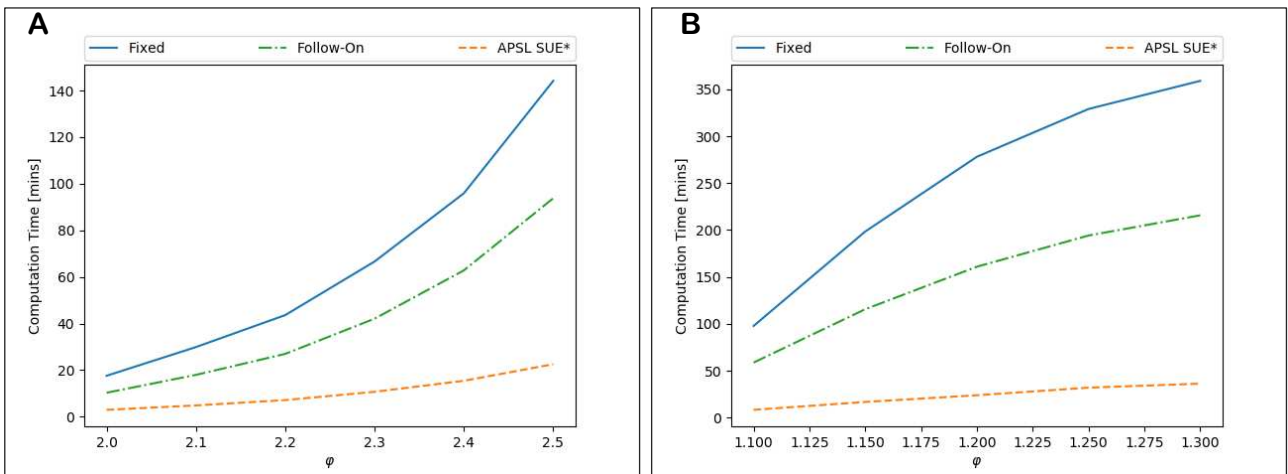 A
Fixed Follow-On APSL SUE*
Computation Time [mins]
140
120
100
80
60
40
20
0
2.0 2.1 2.2 2.3 2.4 2.5
φ
B
Fixed Follow-On APSL SUE*
Computation Time [mins]
350
300
250
200
150
100
50
0
1.100 1.125 1.150 1.175 1.200 1.225 1.250 1.275 1.300
φ